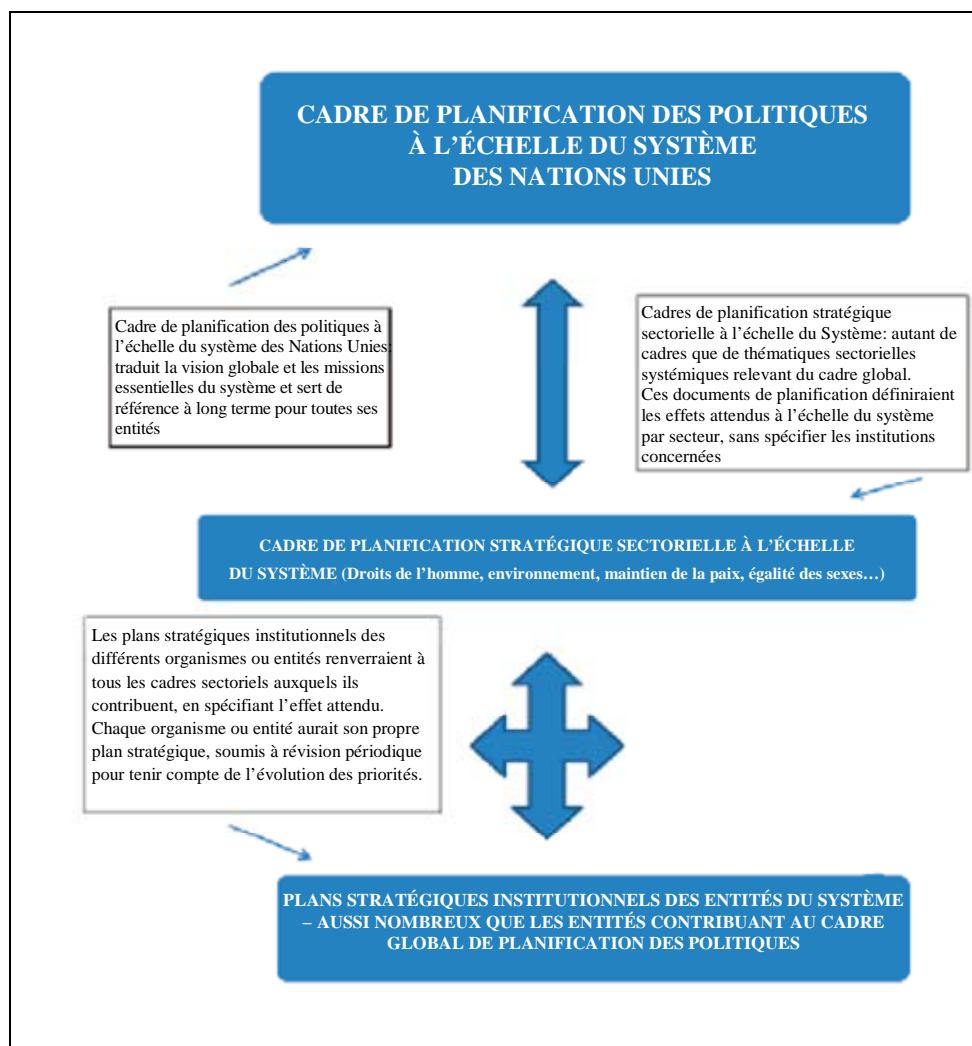 CADRE DE PLANIFICATION DES POLITIQUES
À L’ÉCHELLE DU SYSTÈME
DES NATIONS UNIES
Cadre de planification des politiques à
l’échelle du système des Nations Unies:
traduit la vision globale et les missions
essentielles du système et sert de
référence à long terme pour toutes ses
entités
Cadres de planification stratégique
sectorielle à l’échelle du Système: autant de
cadres que de thématiques sectorielles
systémiques relevant du cadre global.
Ces documents de planification définiraient
les effets attendus à l’échelle du système
par secteur, sans spécifier les institutions
concernées
CADRE DE PLANIFICATION STRATÉGIQUE SECTORIELLE À L’ÉCHELLE
DU SYSTÈME (Droits de l’homme, environnement, maintien de la paix, égalité des sexes…)
Les plans stratégiques institutionnels des
différents organismes ou entités renverraient à
tous les cadres sectoriels auxquels ils
contribuent, en spécifiant l’effet attendu.
Chaque organisme ou entité aurait son propre
plan stratégique, soumis à révision périodique
pour tenir compte de l’évolution des priorités.
PLANS STRATÉGIQUES INSTITUTIONNELS DES ENTITÉS DU SYSTÈME
– AUSSI NOMBREUX QUE LES ENTITÉS CONTRIBUANT AU CADRE
GLOBAL DE PLANIFICATION DES POLITIQUES